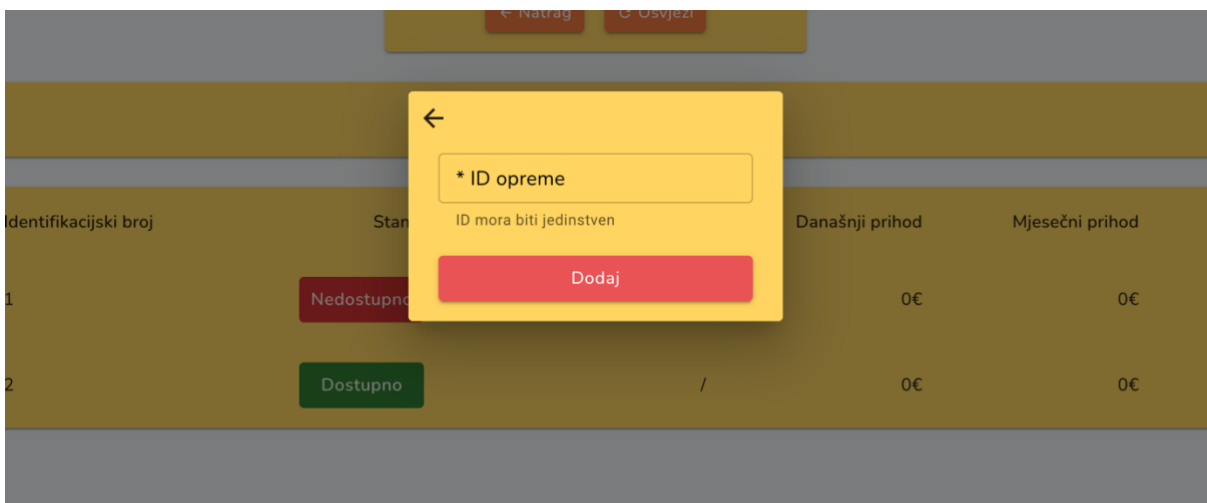 ← Natrag
Osvježi
* ID opreme
ID mora biti jedinstven
Dodaj
Identifikacijski broj
Današnji prihod
Mjesečni prihod
1
Nedostupno
0€
0€
2
Dostupno
/
0€
0€